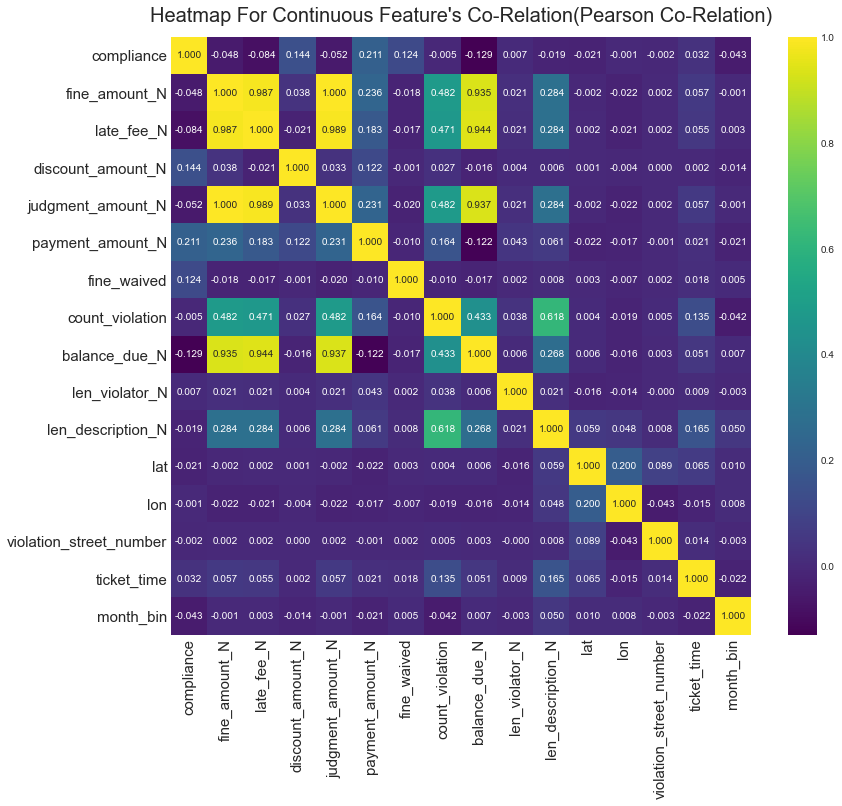 Heatmap For Continuous Feature's Co-Relation(Pearson Co-Relation)
compliance 1.000 -0.048 -0.084 0.144 -0.052 0.211 0.124 -0.005 -0.129 0.007 -0.019 -0.021 -0.001 -0.002 0.032 -0.043
fine_amount_N -0.048 1.000 0.987 0.038 1.000 0.236 -0.018 0.482 0.935 0.021 0.284 -0.002 -0.022 0.002 0.057 -0.001
late_fee_N -0.084 0.987 1.000 -0.021 0.989 0.183 -0.017 0.471 0.944 0.021 0.284 0.002 -0.021 0.002 0.055 0.003
discount_amount_N 0.144 0.038 -0.021 1.000 0.033 0.122 -0.001 0.027 -0.016 0.004 0.006 0.001 -0.004 0.000 0.002 -0.014
judgment_amount_N -0.052 1.000 0.989 0.033 1.000 0.231 -0.020 0.482 0.937 0.021 0.284 -0.002 -0.022 0.002 0.057 -0.001
payment_amount_N 0.211 0.236 0.183 0.122 0.231 1.000 -0.010 0.164 -0.122 0.043 0.061 -0.022 -0.017 -0.001 0.021 -0.021
fine_waived 0.124 -0.018 -0.017 -0.001 -0.020 -0.010 1.000 -0.010 -0.017 0.002 0.008 0.003 -0.007 0.002 0.018 0.005
count_violation -0.005 0.482 0.471 0.027 0.482 0.164 -0.010 1.000 0.433 0.038 0.618 0.004 -0.019 0.005 0.135 -0.042
balance_due_N -0.129 0.935 0.944 -0.016 0.937 -0.122 -0.017 0.433 1.000 0.006 0.268 0.006 -0.016 0.003 0.051 0.007
len_violator_N 0.007 0.021 0.021 0.004 0.021 0.043 0.002 0.038 0.006 1.000 0.021 -0.016 -0.014 -0.000 0.009 -0.003
len_description_N -0.019 0.284 0.284 0.006 0.284 0.061 0.008 0.618 0.268 0.021 1.000 0.059 0.048 0.008 0.165 0.050
lat -0.021 -0.002 0.002 0.001 -0.002 -0.022 0.003 0.004 0.006 -0.016 0.059 1.000 0.200 0.089 0.065 0.010
lon -0.001 -0.022 -0.021 -0.004 -0.022 -0.017 -0.007 -0.019 -0.016 -0.014 0.048 0.200 1.000 -0.043 -0.015 0.008
violation_street_number -0.002 0.002 0.002 0.000 0.002 -0.001 0.002 0.005 0.003 -0.000 0.008 0.089 -0.043 1.000 0.014 -0.003
ticket_time 0.032 0.057 0.055 0.002 0.057 0.021 0.018 0.135 0.051 0.009 0.165 0.065 -0.015 0.014 1.000 -0.022
month_bin -0.043 -0.001 0.003 -0.014 -0.001 -0.021 0.005 -0.042 0.007 -0.003 0.050 0.010 0.008 -0.003 -0.022 1.000
compliance
fine_amount_N
late_fee_N
discount_amount_N
judgment_amount_N
payment_amount_N
fine_waived
count_violation
balance_due_N
len_violator_N
len_description_N
lat
lon
violation_street_number
ticket_time
month_bin
1.0
0.8
0.6
0.4
0.2
0.0